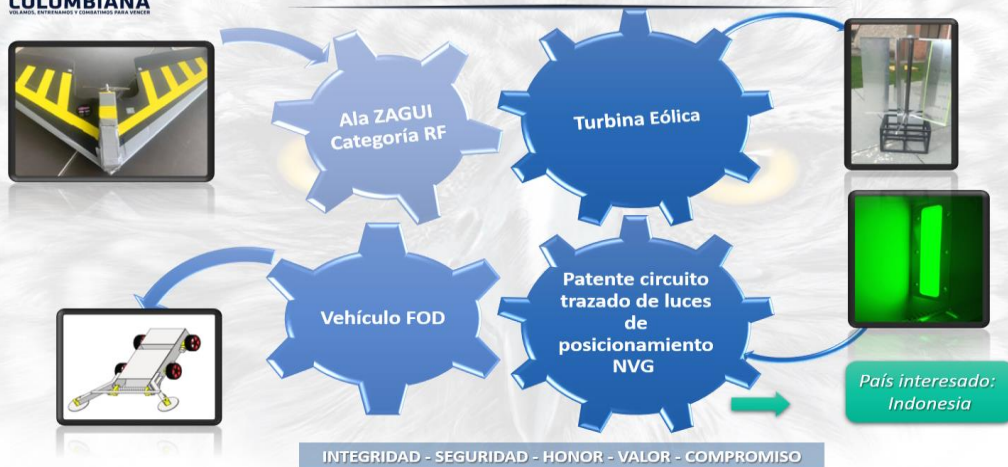 COLOMBIANA
VOLAMOS, ENTRENAMOS Y COMBATIMOS PARA VENCER
Ala ZAGUI
Categoría RF
Turbina Eólica
Vehículo FOD
Patente circuito
trazado de luces
de
posicionamiento
NVG
País interesado:
Indonesia
INTEGRIDAD - SEGURIDAD - HONOR - VALOR - COMPROMISO